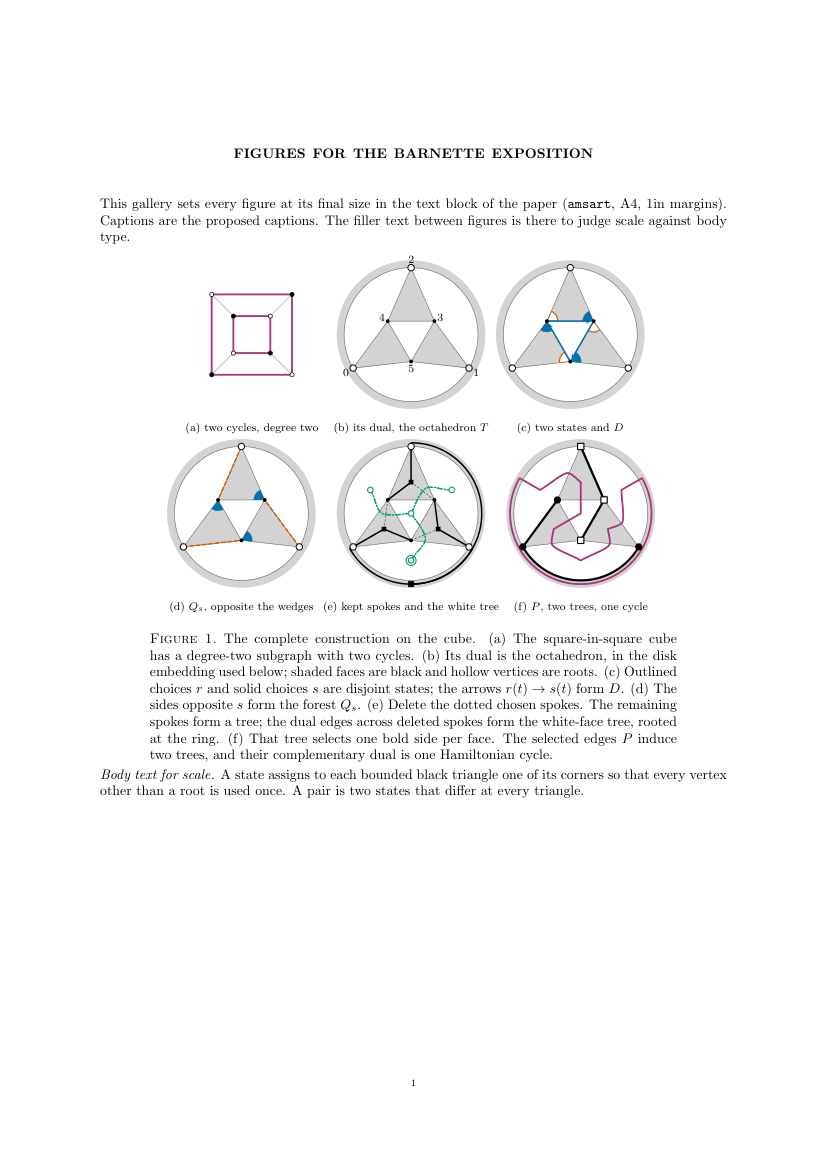 FIGURES FOR THE BARNETTE EXPOSITION
This gallery sets every figure at its final size in the text block of the paper (amsart, A4, 1in margins).
Captions are the proposed captions. The filler text between figures is there to judge scale against body
type.
2
4
3
5
0
1
(a) two cycles, degree two
(b) its dual, the octahedron T
(c) two states and D
(d) Qₛ, opposite the wedges
(e) kept spokes and the white tree
(f) P, two trees, one cycle
FIGURE 1. The complete construction on the cube. (a) The square-in-square cube
has a degree-two subgraph with two cycles. (b) Its dual is the octahedron, in the disk
embedding used below; shaded faces are black and hollow vertices are roots. (c) Outlined
choices r and solid choices s are disjoint states; the arrows r(t) → s(t) form D. (d) The
sides opposite s form the forest Qₛ. (e) Delete the dotted chosen spokes. The remaining
spokes form a tree; the dual edges across deleted spokes form the white-face tree, rooted
at the ring. (f) That tree selects one bold side per face. The selected edges P induce
two trees, and their complementary dual is one Hamiltonian cycle.
Body text for scale. A state assigns to each bounded black triangle one of its corners so that every vertex
other than a root is used once. A pair is two states that differ at every triangle.
1